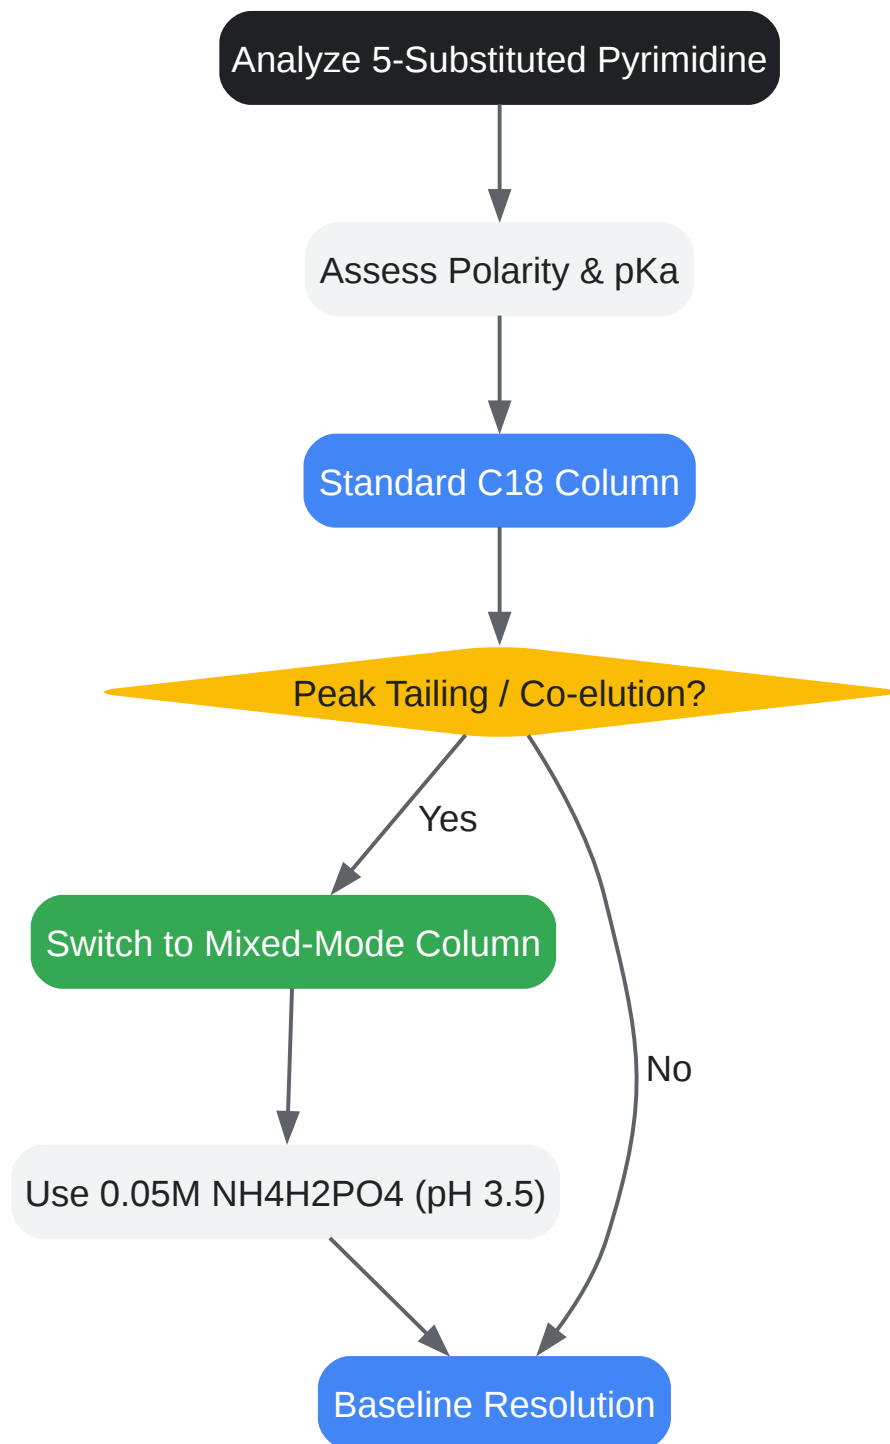 Analyze 5-Substituted Pyrimidine
Assess Polarity & pKa
Standard C18 Column
Peak Tailing / Co-elution?
Yes
Switch to Mixed-Mode Column
No
Use 0.05M NH4H2PO4 (pH 3.5)
Baseline Resolution